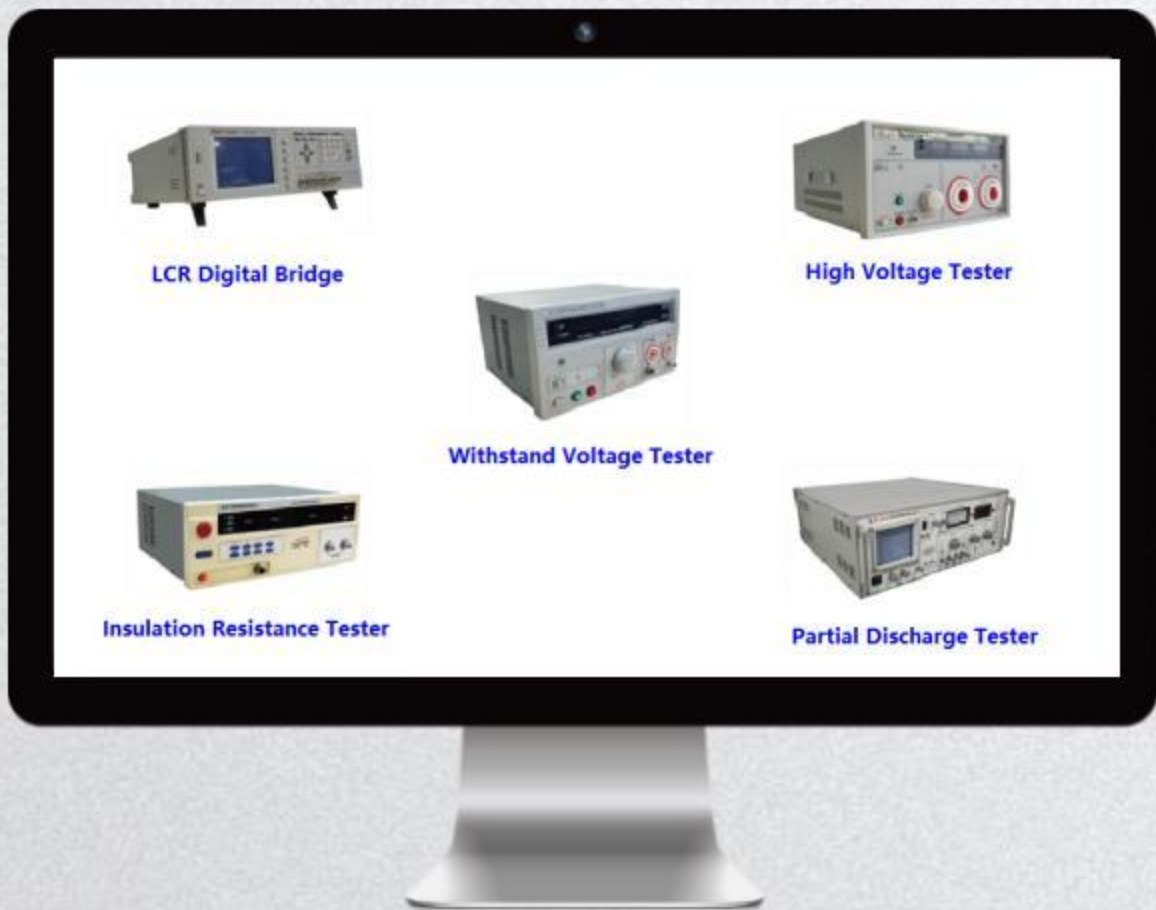 LCR Digital Bridge
High Voltage Tester
Withstand Voltage Tester
Insulation Resistance Tester
Partial Discharge Tester